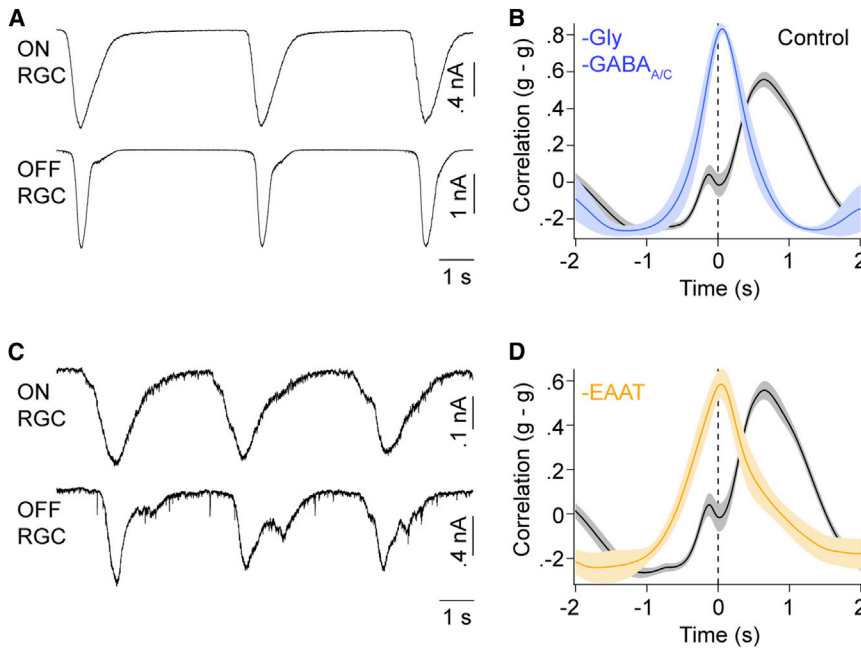 A
ON
RGC
.4 nA
OFF
RGC
1 nA
1 s
B
-Gly
-GABA A/C
Control
Correlation (g - g)
.8
.6
.4
.2
0
-.2
-2
-1
0
1
2
Time (s)
C
ON
RGC
.1 nA
OFF
RGC
.4 nA
1 s
D
-EAAT
Correlation (g - g)
.6
.4
.2
0
-.2
-2
-1
0
1
2
Time (s)